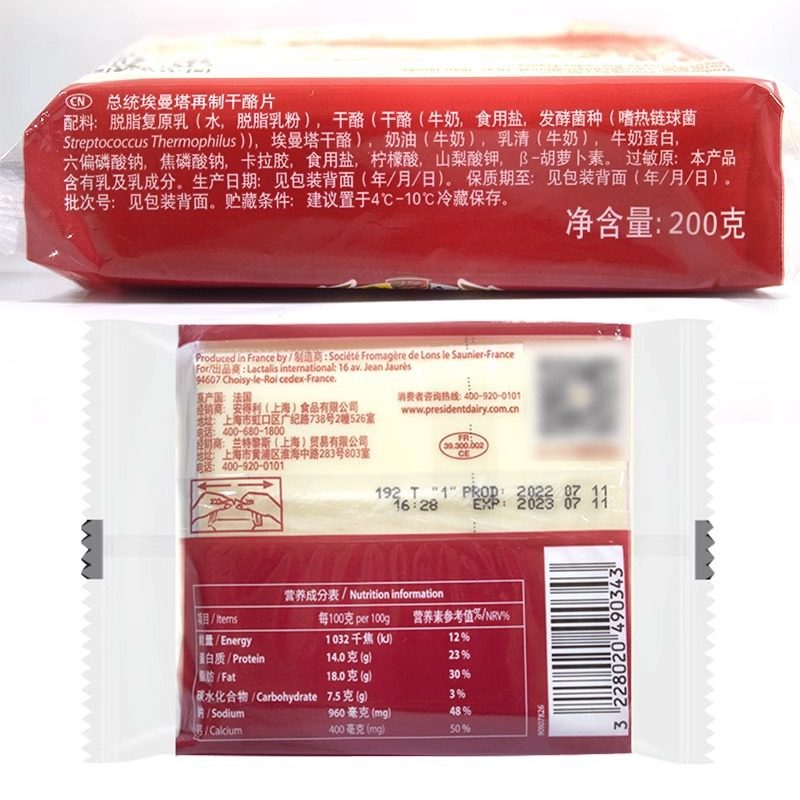 CN 总统埃曼塔再制干酪片
配料: 脱脂复原乳（水, 脱脂乳粉）, 干酪（干酪（牛奶, 食用盐, 发酵菌种（嗜热链球菌
Streptococcus Thermophilus ）), 埃曼塔干酪）, 奶油（牛奶）, 乳清（牛奶）, 牛奶蛋白,
六偏磷酸钠, 焦磷酸钠, 卡拉胶, 食用盐, 柠檬酸, 山梨酸钾, β-胡萝卜素。 过敏原: 本产品
含有乳及乳成分。生产日期: 见包装背面（年/月/日）。 保质期至: 见包装背面（年/月/日）。
批次号: 见包装背面。贮藏条件: 建议置于4℃-10℃冷藏保存。
净含量: 200克
Produced in France by / 制造商 : Société Fromagère de Lons le Saunier-France
For/出品商 : Lactalis international: 16 av. Jean Jaurès
94607 Choisy-le-Roi cedex-France.
原产国: 法国
经销商: 安得利（上海）食品有限公司
地址: 上海市虹口区广纪路738号2幢526室
电话: 400-680-1800
经销商: 兰特黎斯（上海）贸易有限公司
地址: 上海市黄浦区淮海中路283号803室
电话: 400-920-0101
消费者咨询热线: 400-920-0101
www.presidentdairy.com.cn
FR
39.300.002
CE
192 T "1" PROD: 2022 07 11
16:28 EXP: 2023 07 11
营养成分表 / Nutrition information
项目 / Items 每100克 per 100g 营养素参考值%/NRV%
能量 / Energy 1 032 千焦 (kJ) 12 %
蛋白质 / Protein 14.0 克 (g) 23 %
脂肪 / Fat 18.0 克 (g) 30 %
碳水化合物 / Carbohydrate 7.5 克 (g) 3 %
钠 / Sodium 960 毫克 (mg) 48 %
钙 / Calcium 400 毫克 (mg) 50 %
90107826
3 228020 490343